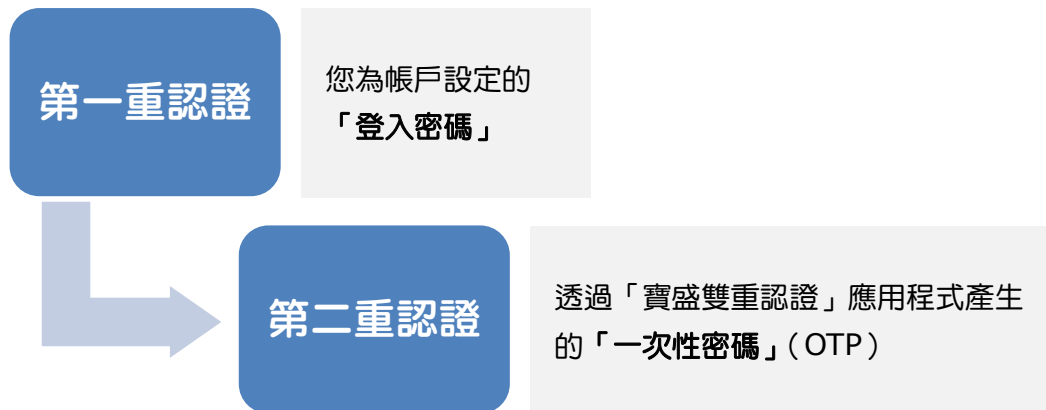 第一重認證
您為帳戶設定的
「登入密碼」
第二重認證
透過「寶盛雙重認證」應用程式產生
的「一次性密碼」(OTP)